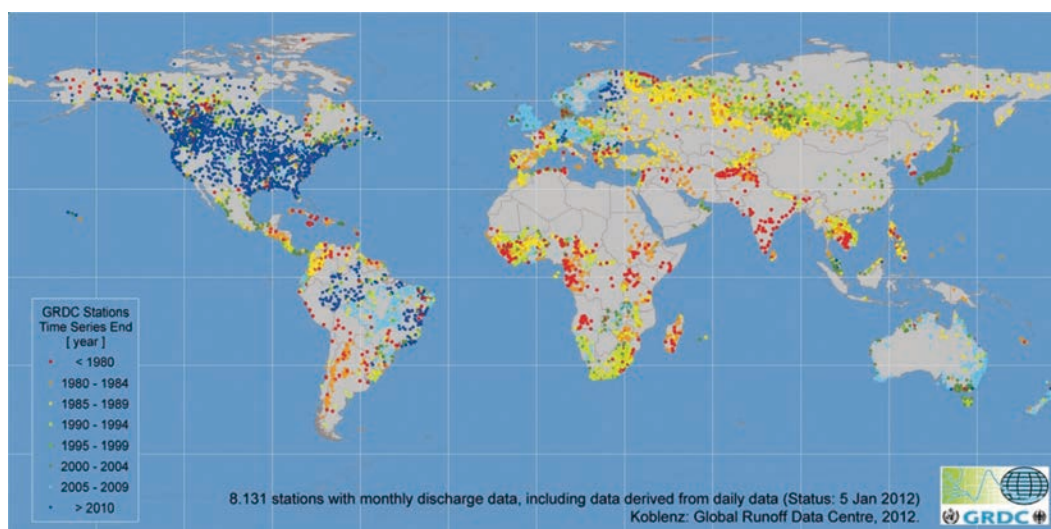 GRDC Stations
Time Series End
[ year ]
< 1980
1980 - 1984
1985 - 1989
1990 - 1994
1995 - 1999
2000 - 2004
2005 - 2009
> 2010
8.131 stations with monthly discharge data, including data derived from daily data (Status: 5 Jan 2012)
Koblenz: Global Runoff Data Centre, 2012.
GRDC